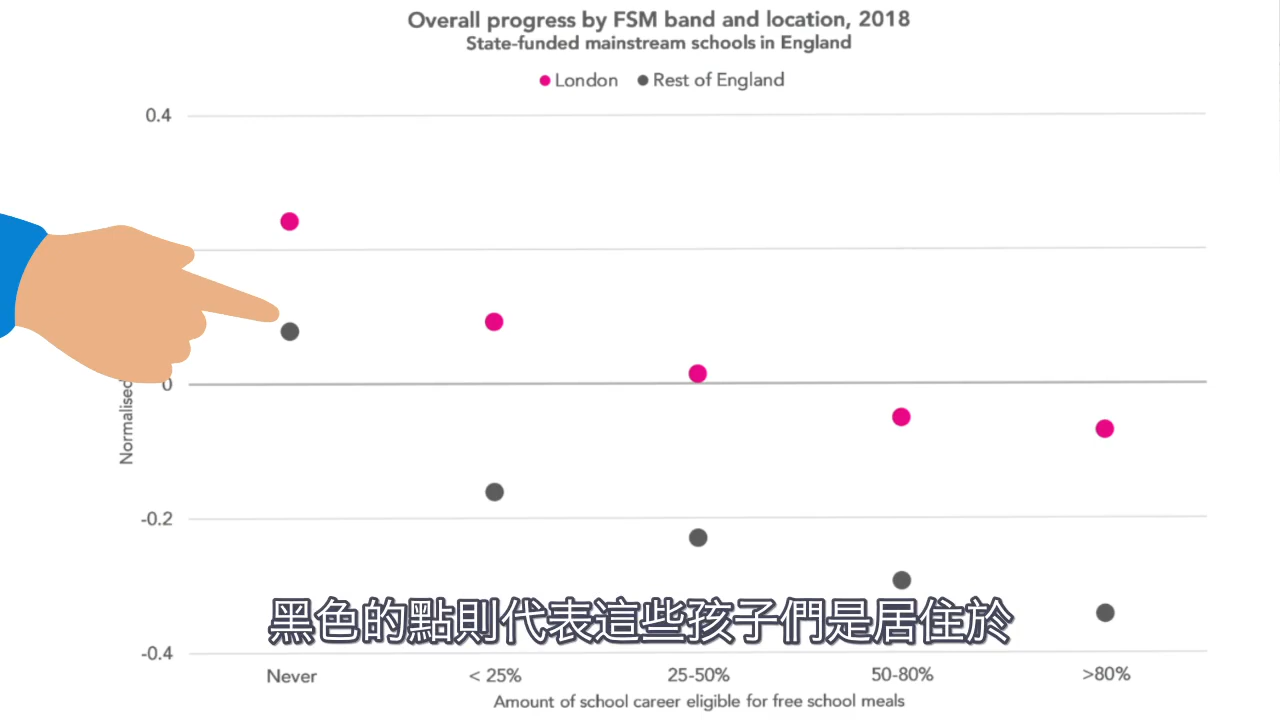 Overall progress by FSM band and location, 2018
State-funded mainstream schools in England
London Rest of England
0.4
0
Normalised
-0.2
-0.4
黑色的點則代表這些孩子們是居住於
Never < 25% 25-50% 50-80% >80%
Amount of school career eligible for free school meals